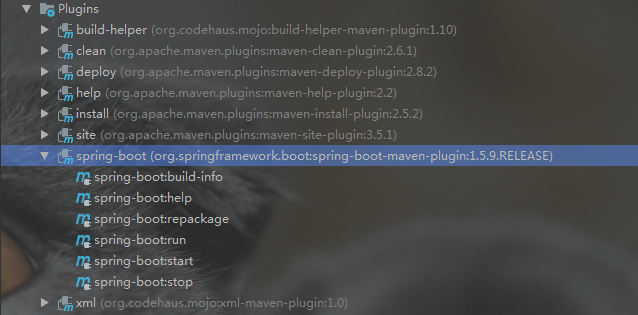 Plugins
build-helper (org.codehaus.mojo:build-helper-maven-plugin:1.10)
clean (org.apache.maven.plugins:maven-clean-plugin:2.6.1)
deploy (org.apache.maven.plugins:maven-deploy-plugin:2.8.2)
help (org.apache.maven.plugins:maven-help-plugin:2.2)
install (org.apache.maven.plugins:maven-install-plugin:2.5.2)
site (org.apache.maven.plugins:maven-site-plugin:3.5.1)
spring-boot (org.springframework.boot:spring-boot-maven-plugin:1.5.9.RELEASE)
spring-boot:build-info
spring-boot:help
spring-boot:repackage
spring-boot:run
spring-boot:start
spring-boot:stop
xml (org.codehaus.mojo:xml-maven-plugin:1.0)